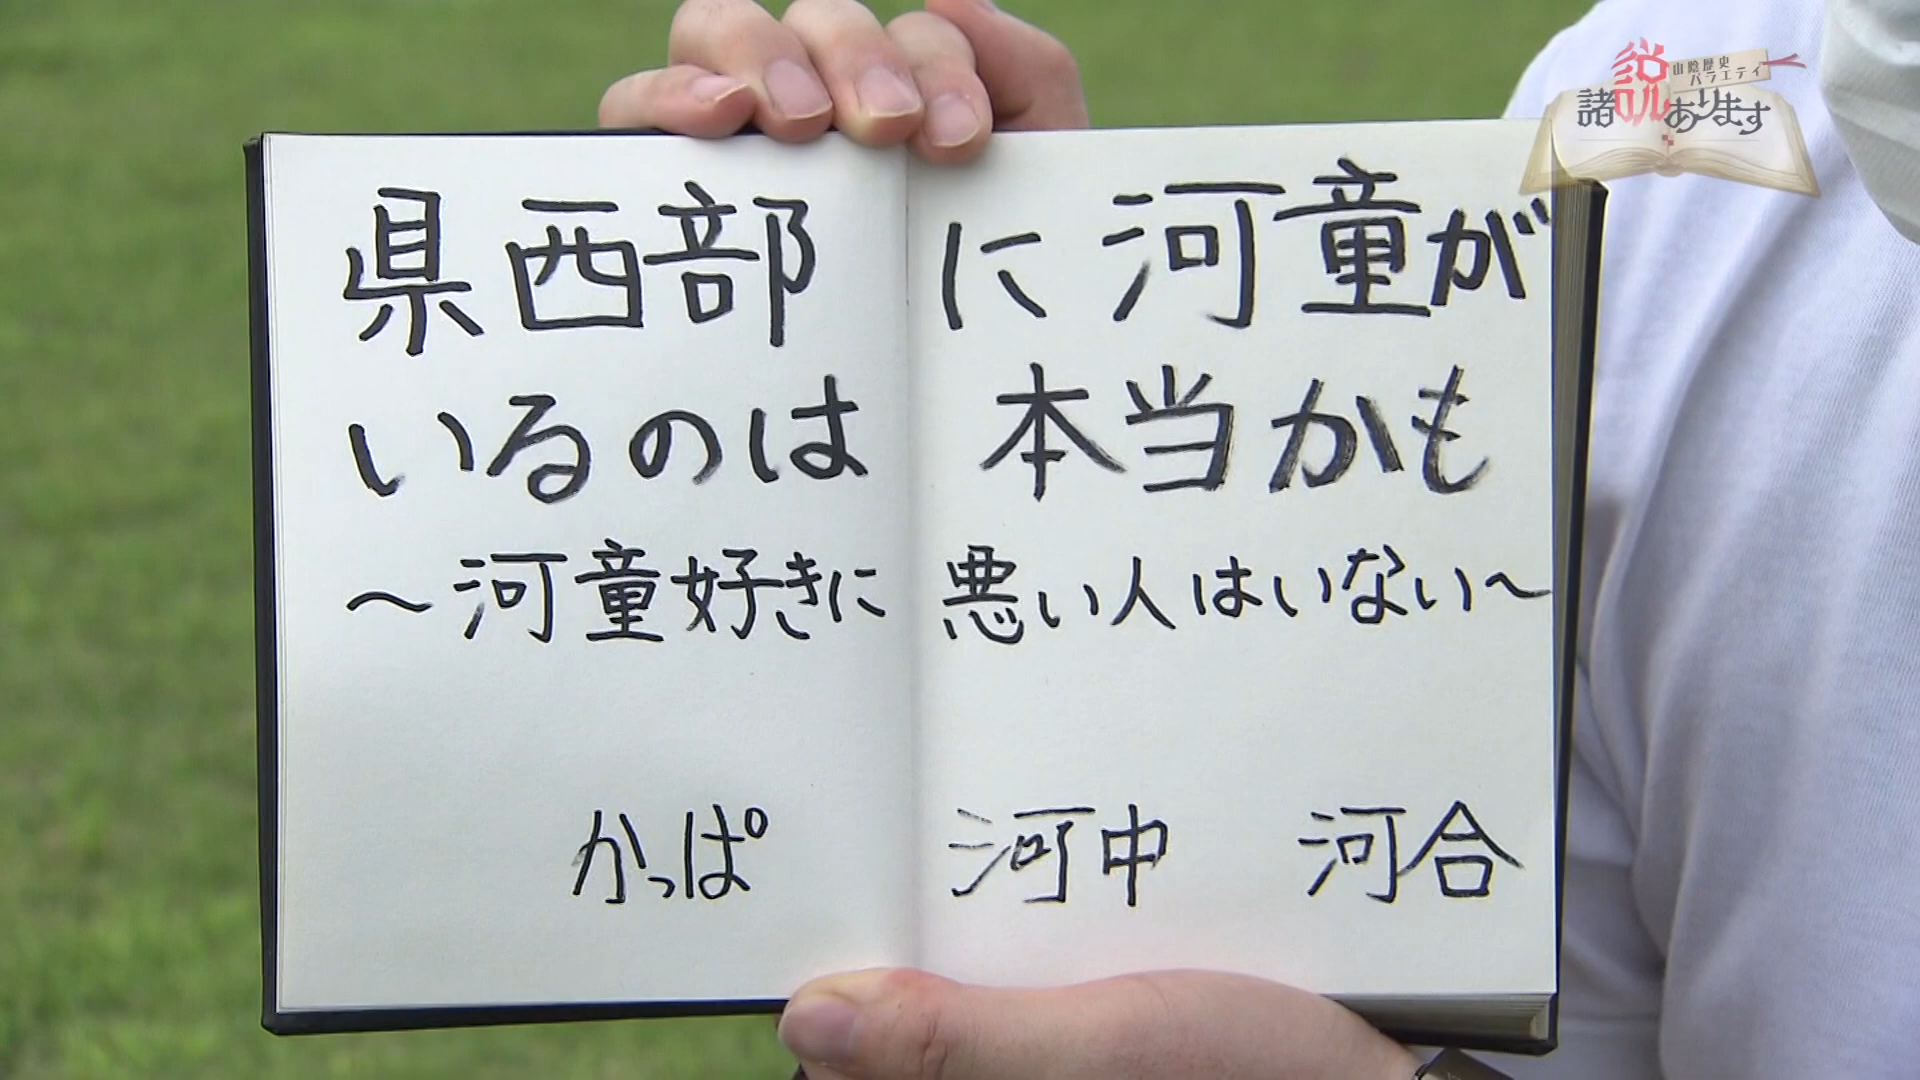 山陰歴史
バラエティ
諸説あります
県西部に河童が
いるのは本当かも
～河童好きに悪い人はいない～
かっぱ 河中 河合